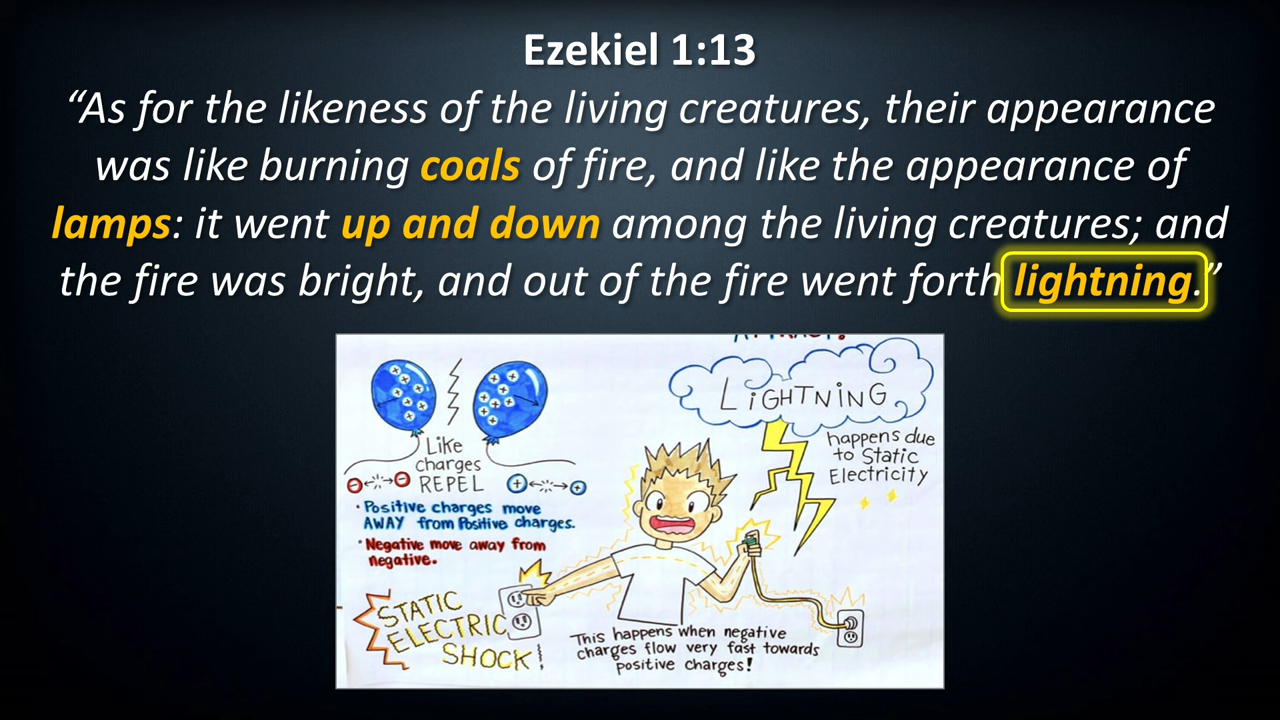 Ezekiel 1:13
“As for the likeness of the living creatures, their appearance
was like burning coals of fire, and like the appearance of
lamps: it went up and down among the living creatures; and
the fire was bright, and out of the fire went forth lightning.”
Like
charges
REPEL
· Positive charges move
AWAY from Positive charges.
· Negative move away from
negative.
STATIC
ELECTRIC
SHOCK!
LiGHTNiNG
happens due
to Static
Electricity
This happens when negative
charges flow very fast towards
positive charges!